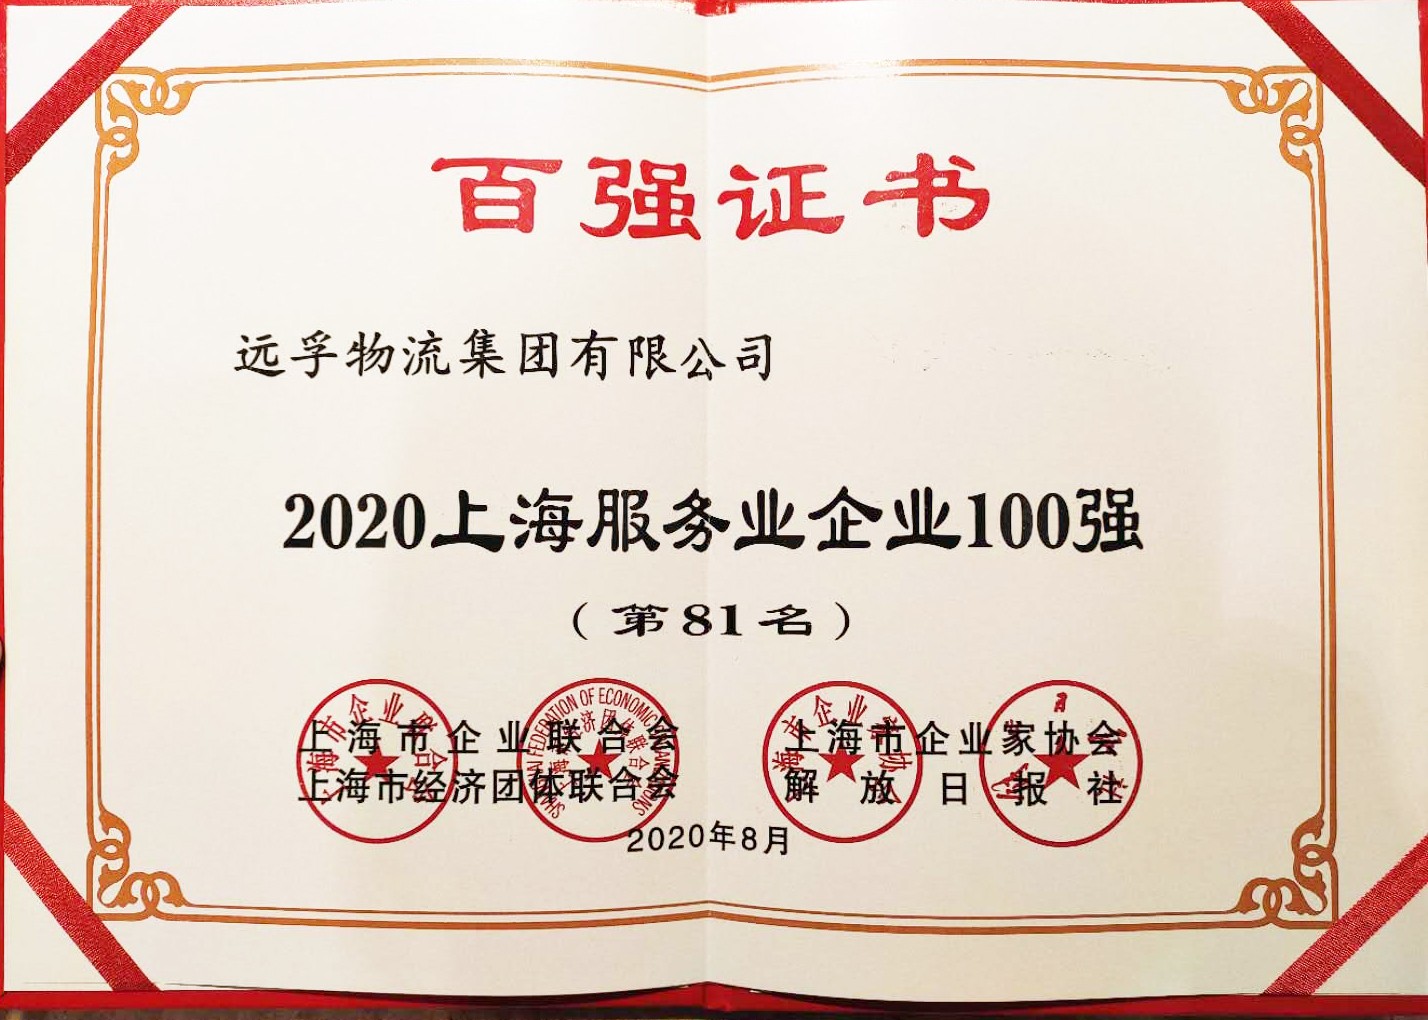 百强证书
远孚物流集团有限公司
2020上海服务业企业100强
（第81名）
上海市企业联合会 上海市企业家协会
上海市经济团体联合会 解放日报社
2020年8月